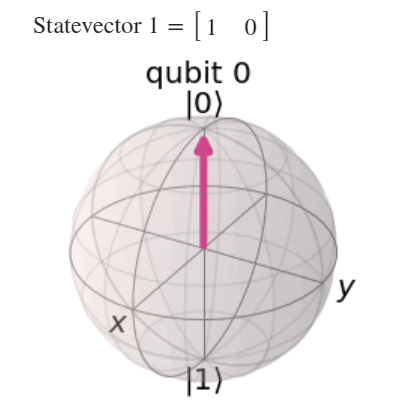 Statevector 1 = [1 0]
qubit 0
|0⟩
y
x
|1⟩